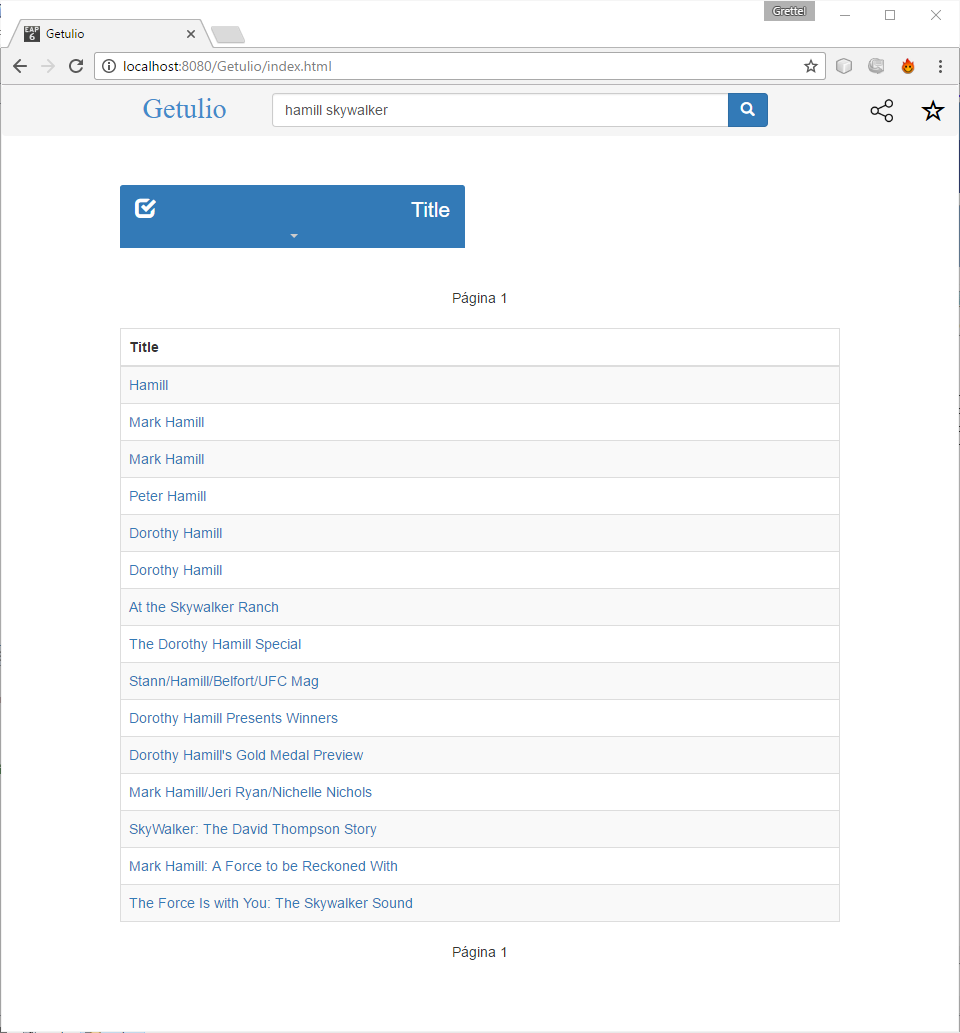 Grettel
EAP 6 Getulio
localhost:8080/Getulio/index.html
Getulio hamill skywalker
Title
Página 1
Title
Hamill
Mark Hamill
Mark Hamill
Peter Hamill
Dorothy Hamill
Dorothy Hamill
At the Skywalker Ranch
The Dorothy Hamill Special
Stann/Hamill/Belfort/UFC Mag
Dorothy Hamill Presents Winners
Dorothy Hamill's Gold Medal Preview
Mark Hamill/Jeri Ryan/Nichelle Nichols
SkyWalker: The David Thompson Story
Mark Hamill: A Force to be Reckoned With
The Force Is with You: The Skywalker Sound
Página 1